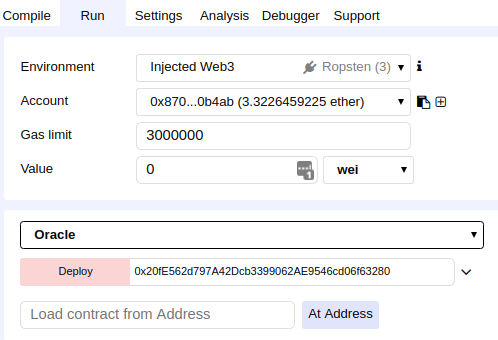 Compile Run Settings Analysis Debugger Support
Environment Injected Web3 Ropsten (3)
Account 0x870...0b4ab (3.3226459225 ether)
Gas limit 3000000
Value 0 1 wei
Oracle
Deploy 0x20fE562d797A42Dcb3399062AE9546cd06f63280
Load contract from Address At Address